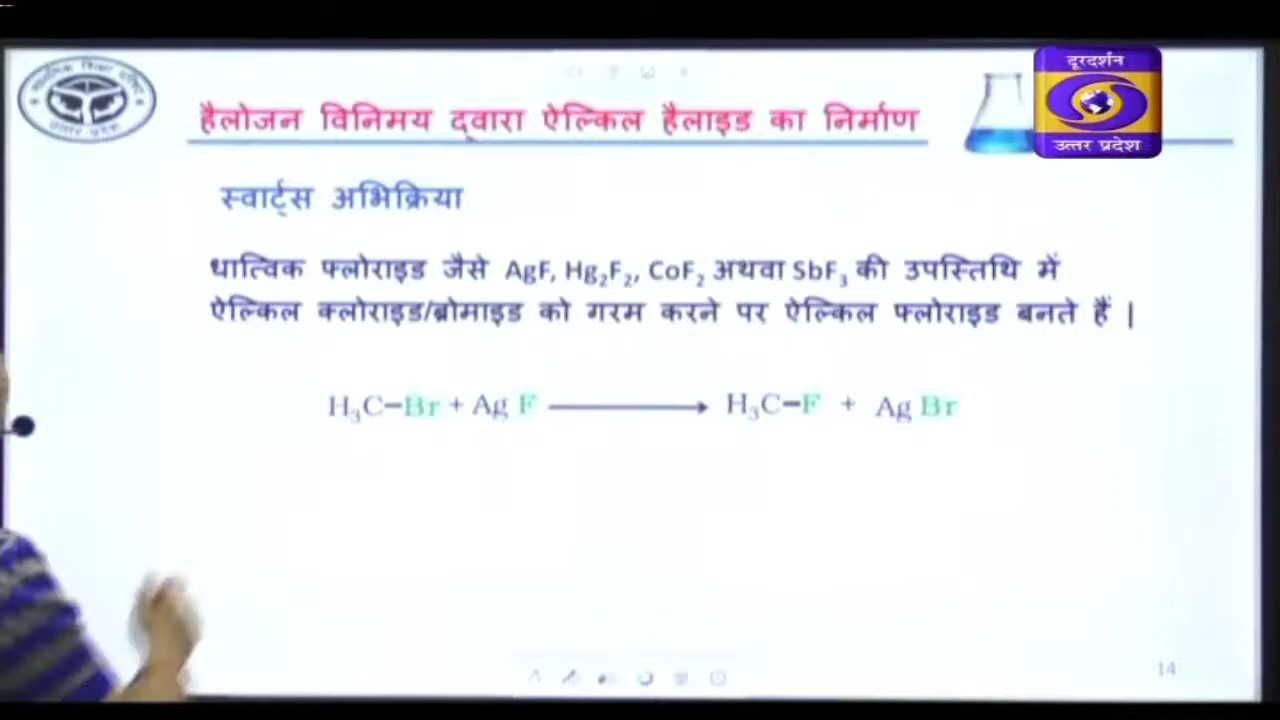 दूरदर्शन
उत्तर प्रदेश
हैलोजन विनिमय द्वारा ऐल्किल हैलाइड का निर्माण
स्वार्ट्स अभिक्रिया
धात्विक फ्लोराइड जैसे AgF, Hg₂F₂, CoF₂ अथवा SbF₃ की उपस्तिथि में
ऐल्किल क्लोराइड/ब्रोमाइड को गरम करने पर ऐल्किल फ्लोराइड बनते हैं |
H₃C–Br + Ag F ⟶ H₃C–F + Ag Br
14